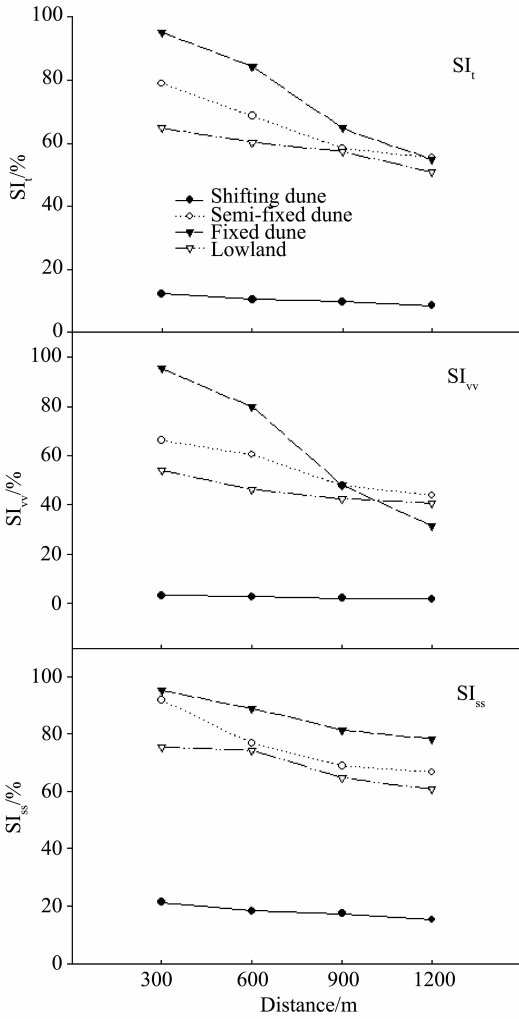 100
80
60
40
20
0
SIt/%
SIt
Shifting dune
Semi-fixed dune
Fixed dune
Lowland
100
80
60
40
20
0
SIvv/%
SIvv
100
80
60
40
20
0
SIss/%
SIss
300 600 900 1200
Distance/m